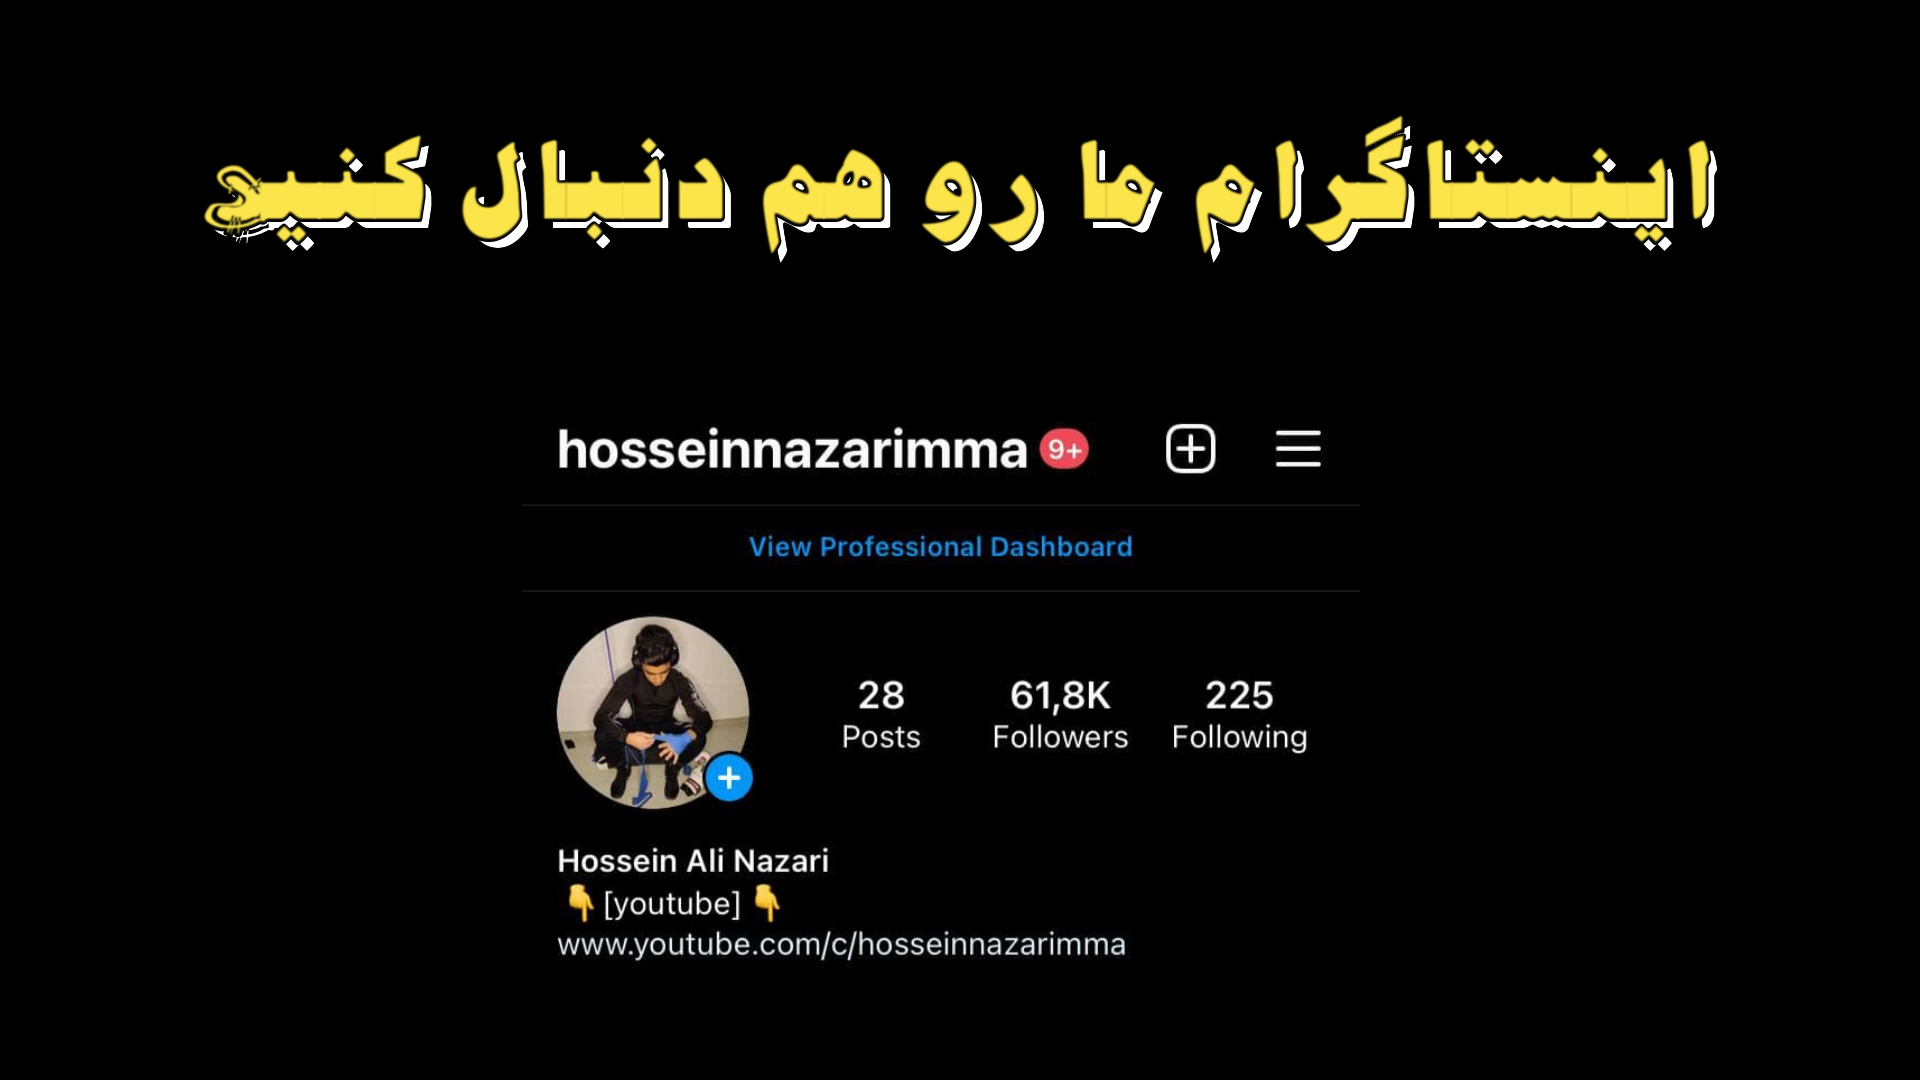 اینستاگرام ما رو هم دنبال کنید
hosseinnazarimma 9+
View Professional Dashboard
28 61,8K 225
Posts Followers Following
Hossein Ali Nazari
👇[youtube]👇
www.youtube.com/c/hosseinnazarimma